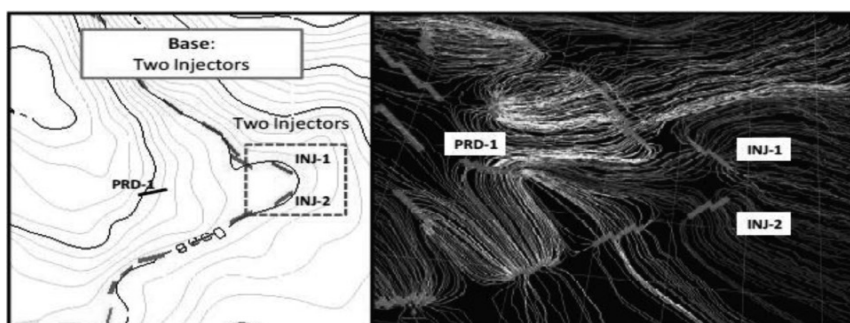 Base:
Two Injectors
Two Injectors
INJ-1
PRD-1
INJ-2
PRD-1
INJ-1
INJ-2